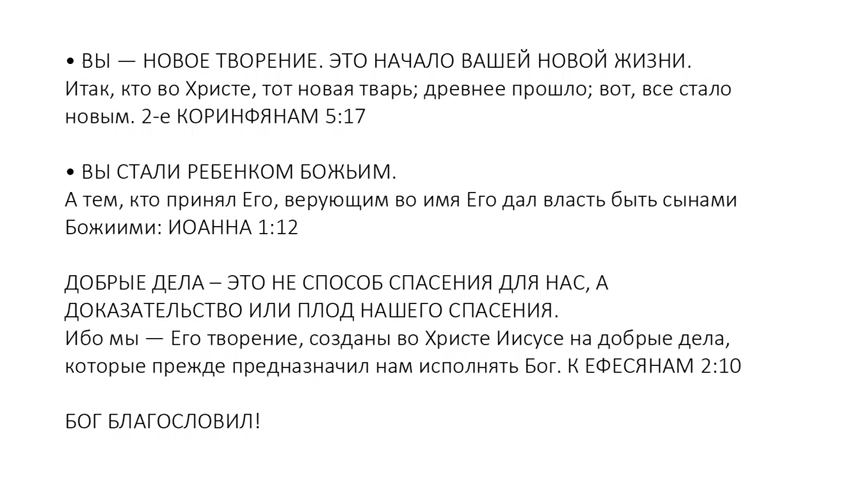 • ВЫ — НОВОЕ ТВОРЕНИЕ. ЭТО НАЧАЛО ВАШЕЙ НОВОЙ ЖИЗНИ.
Итак, кто во Христе, тот новая тварь; древнее прошло; вот, все стало
новым. 2-е КОРИНФЯНАМ 5:17
• ВЫ СТАЛИ РЕБЕНКОМ БОЖЬИМ.
А тем, кто принял Его, верующим во имя Его дал власть быть сынами
Божиими: ИОАННА 1:12
ДОБРЫЕ ДЕЛА – ЭТО НЕ СПОСОБ СПАСЕНИЯ ДЛЯ НАС, А
ДОКАЗАТЕЛЬСТВО ИЛИ ПЛОД НАШЕГО СПАСЕНИЯ.
Ибо мы — Его творение, созданы во Христе Иисусе на добрые дела,
которые прежде предназначил нам исполнять Бог. К ЕФЕСЯНАМ 2:10
БОГ БЛАГОСЛОВИЛ!